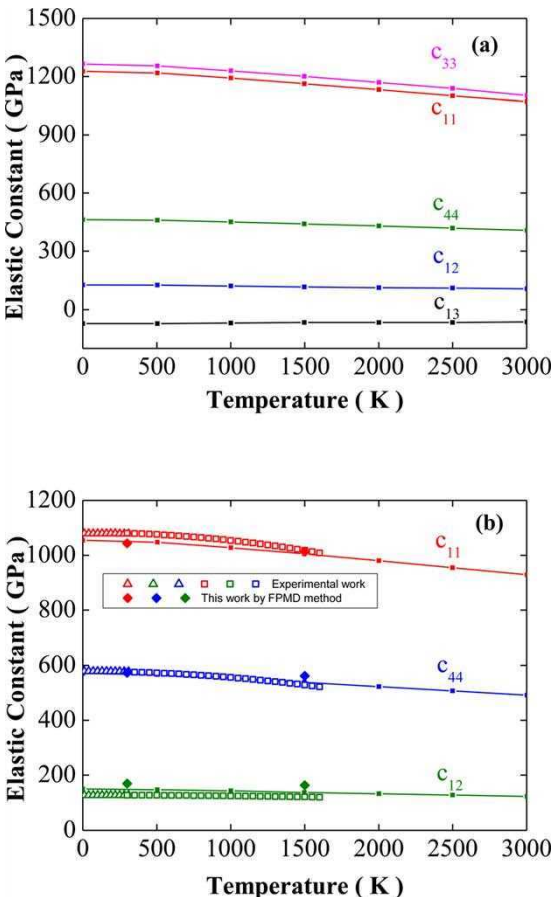 1500
(a)
c33
1200
c11
900
Elastic Constant ( GPa)
600
c44
300
c12
0
c13
0 500 1000 1500 2000 2500 3000
Temperature ( K )
1200
(b)
1000
c11
Experimental work
This work by FPMD method
800
Elastic Constant ( GPa)
600
c44
400
200
c12
0
0 500 1000 1500 2000 2500 3000
Temperature ( K )